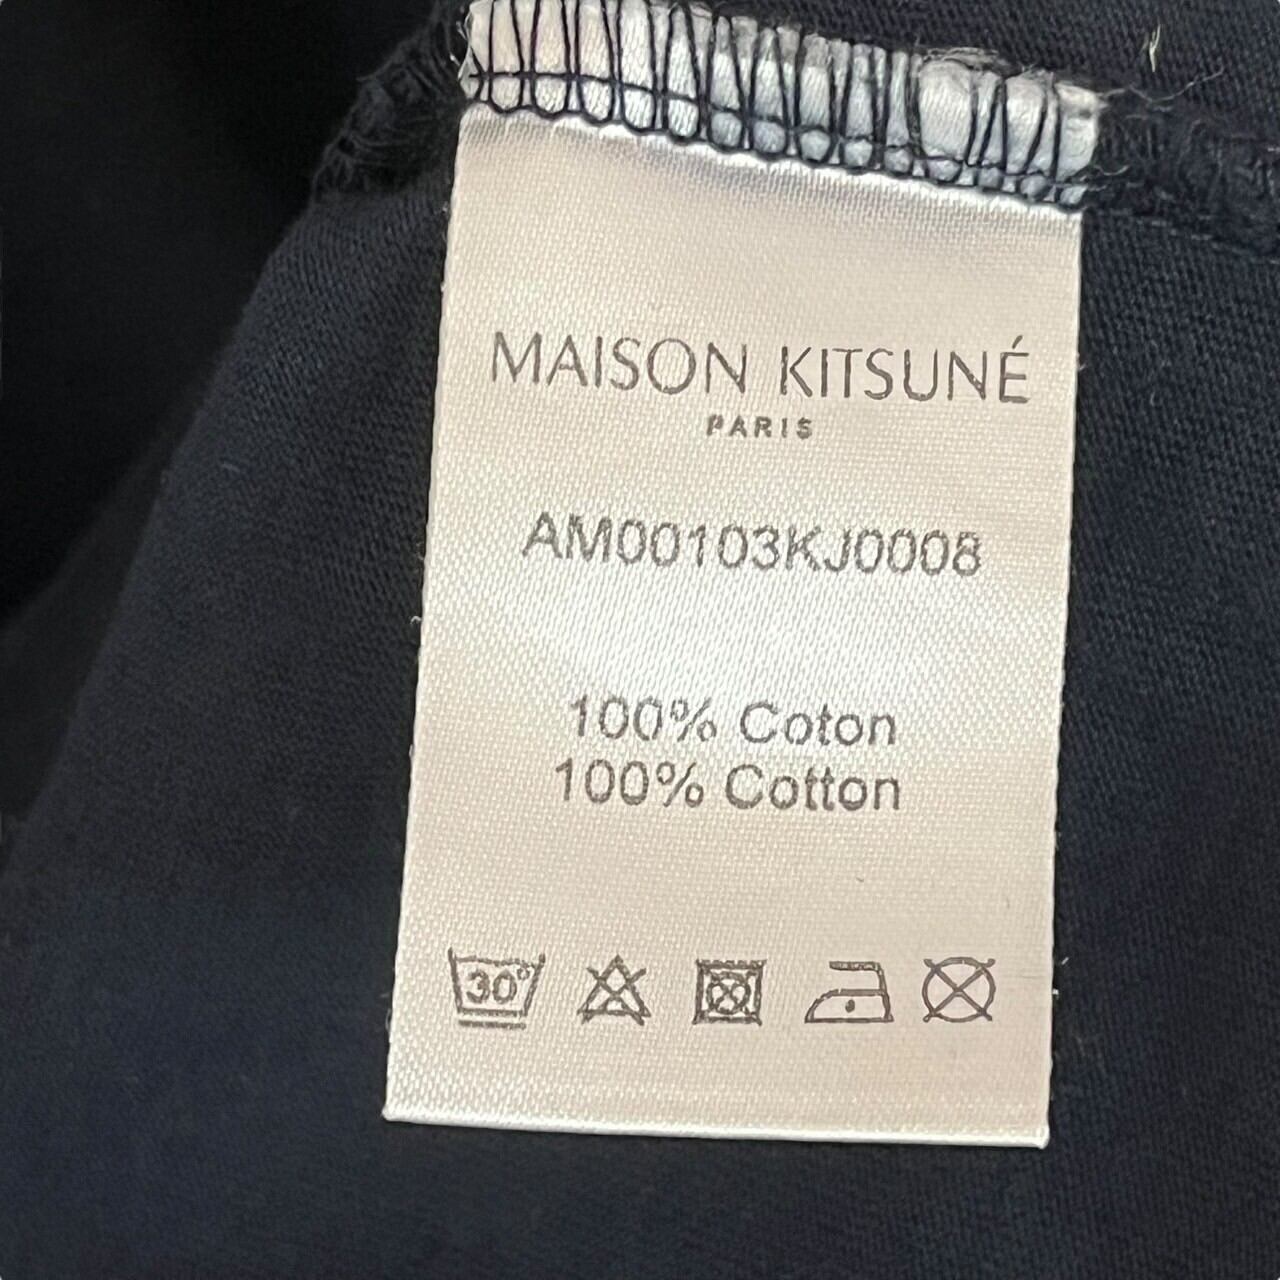 MAISON KITSUNÉ
PARIS
AM00103KJ0008
100% Coton
100% Cotton
30°